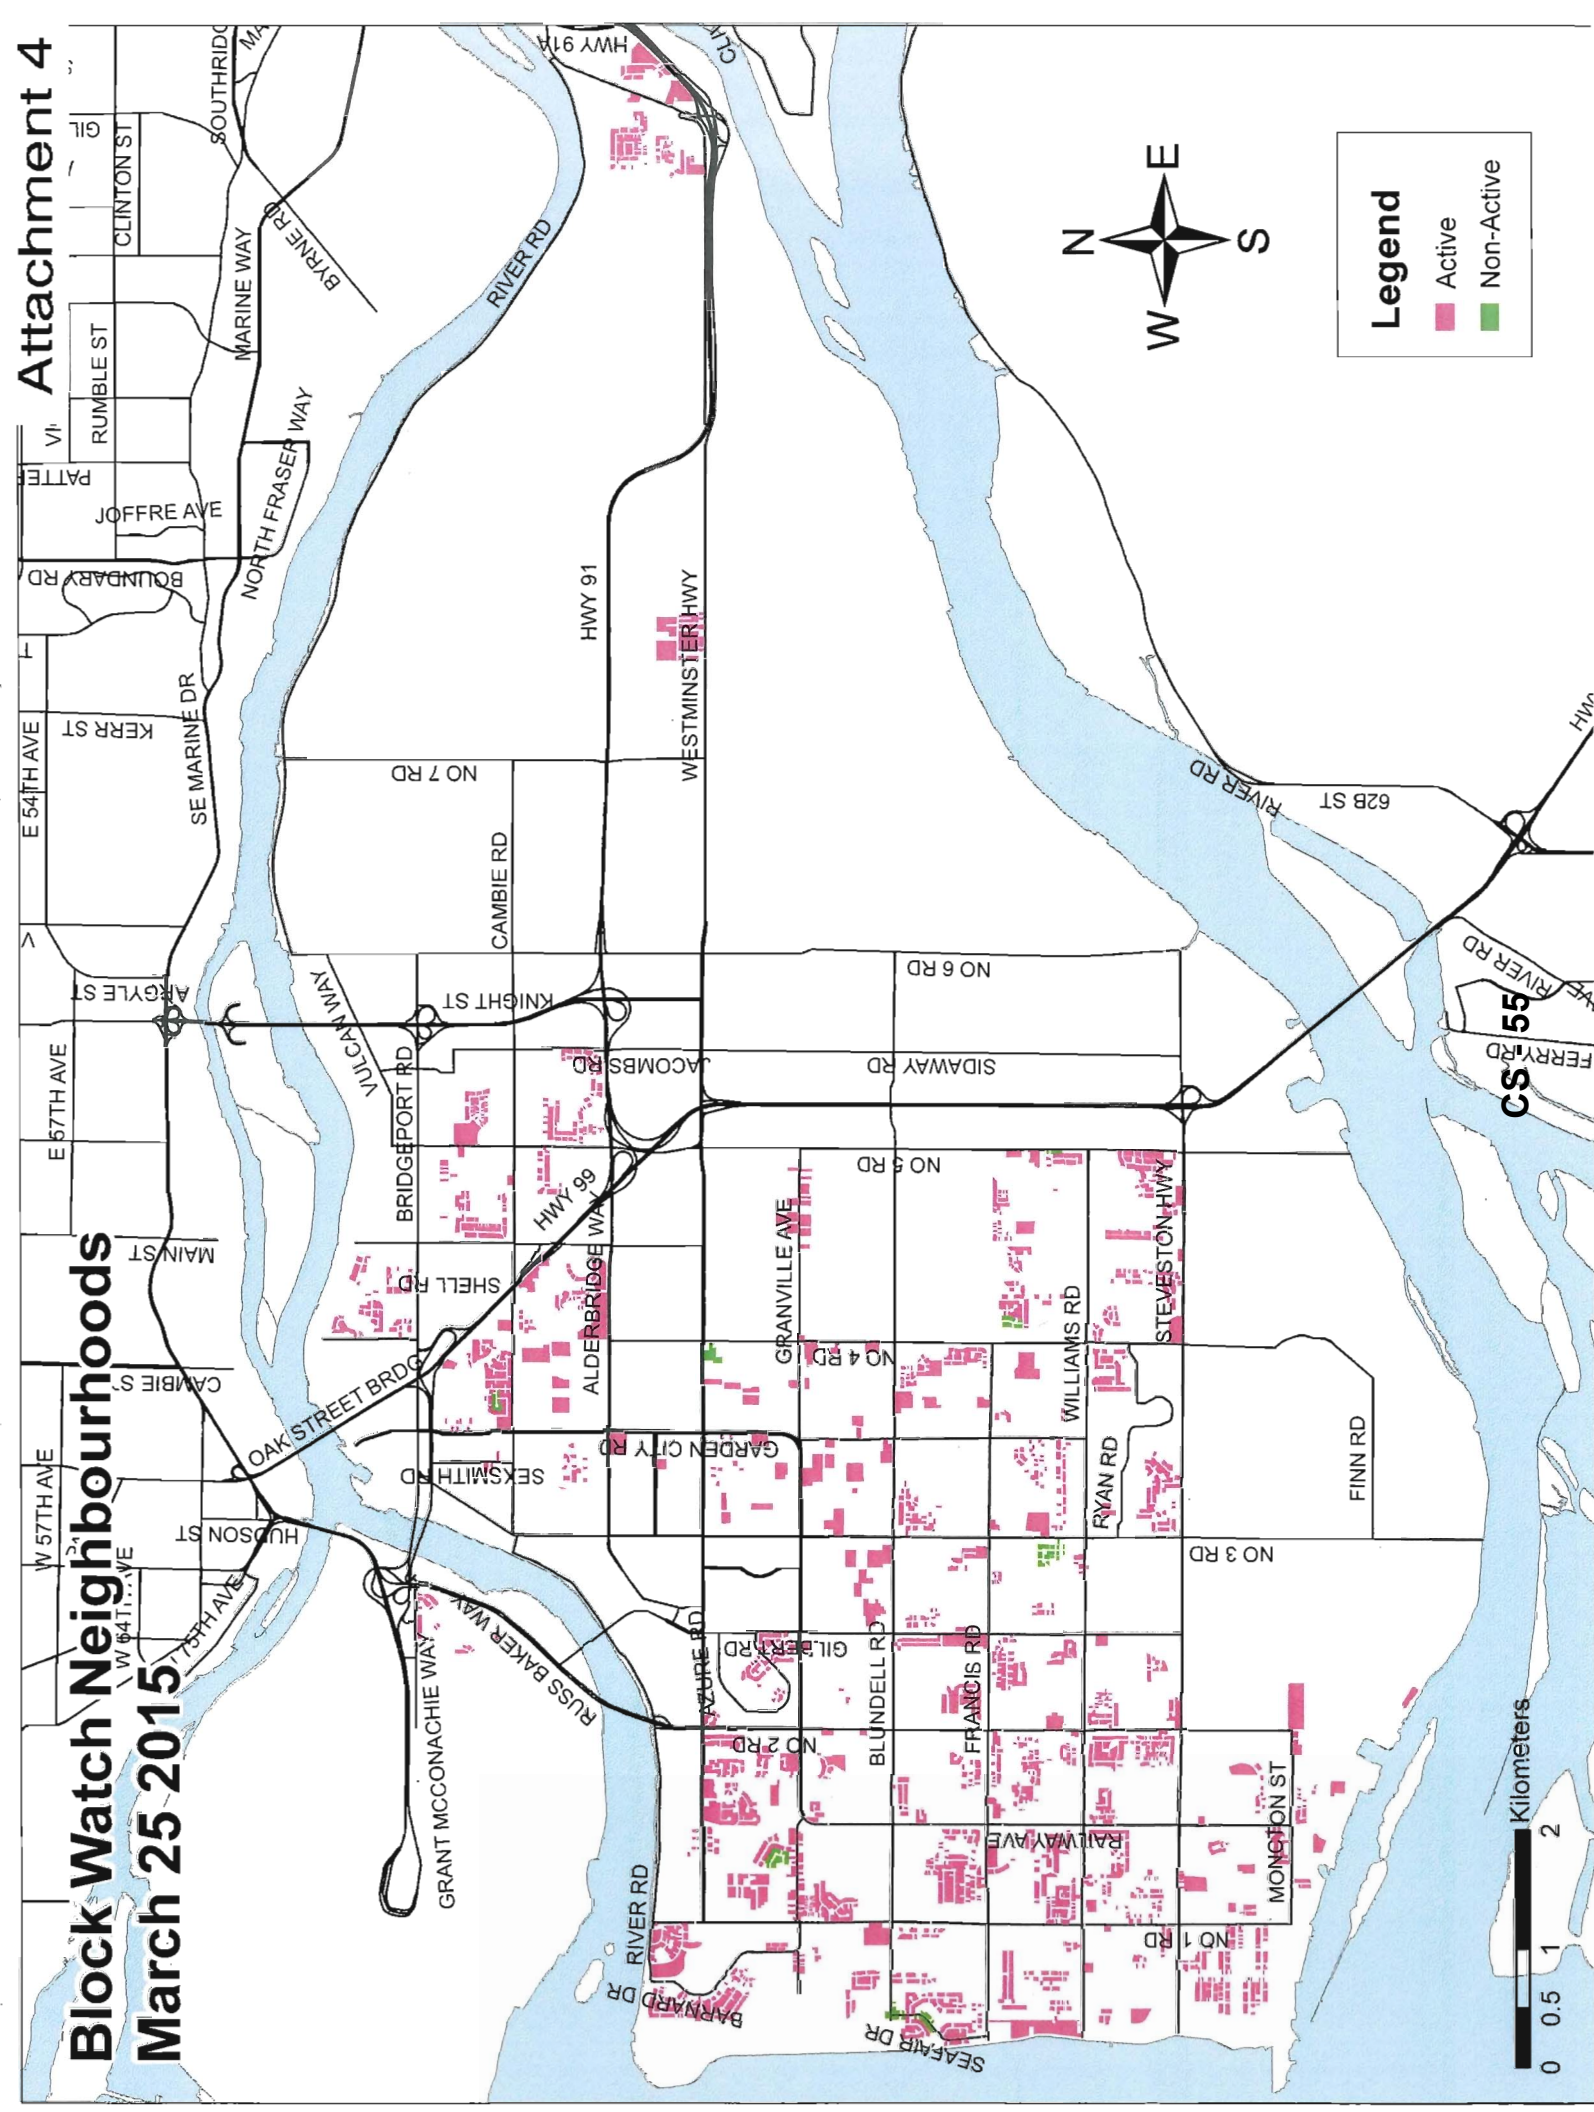 Attachment 4
Block Watch Neighbourhoods
March 25 2015
W 57TH AVE
E 57TH AVE
E 54TH AVE
HUDSON ST
OAK STREET BRDG
MAIN ST
ARGYLE ST
KERR ST
SE MARINE DR
BOUNDARY RD
JOFFRE AVE
NORTH FRASER WAY
RUMBLE ST
MARINE WAY
CLINTON ST
BYRNE RD
RIVER RD
HWY 91A
GRANT MCCONACHIE WAY
RUSS BAKER WAY
SEXSMITH RD
SHELL RD
BRIDGEPORT RD
VULCAN WAY
KNIGHT ST
CAMBIE RD
NO 7 RD
HWY 91
HWY 99
JACOBS RD
ALDERBRIDGE WAY
GARDEN CITY RD
WESTMINSTER HWY
RIVER RD
AZURE RD
GILBERT RD
NO 2 RD
GRANVILLE AVE
NO 4 RD
NO 5 RD
SIDAWAY RD
NO 6 RD
BARNARD DR
BLUNDELL RD
SEAFAIR DR
FRANCIS RD
RAILWAY AVE
WILLIAMS RD
RYAN RD
STEVESTON HWY
NO 1 RD
NO 3 RD
MONCTON ST
FINN RD
RIVER RD
62B ST
RIVER RD
FERRY RD
N
W
E
S
Legend
Active
Non-Active
0 0.5 1 2
Kilometers
CS - 55